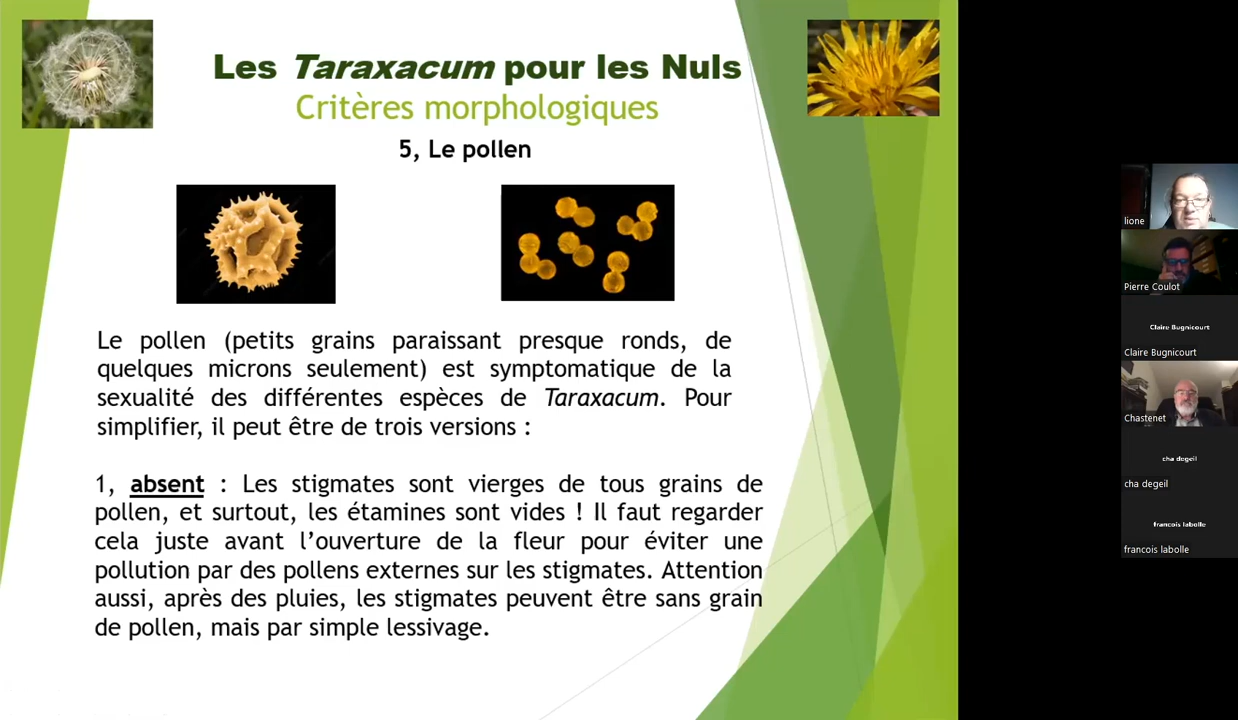 Les Taraxacum pour les Nuls
Critères morphologiques
5, Le pollen
Le pollen (petits grains paraissant presque ronds, de
quelques microns seulement) est symptomatique de la
sexualité des différentes espèces de Taraxacum. Pour
simplifier, il peut être de trois versions :
1, absent : Les stigmates sont vierges de tous grains de
pollen, et surtout, les étamines sont vides ! Il faut regarder
cela juste avant l’ouverture de la fleur pour éviter une
pollution par des pollens externes sur les stigmates. Attention
aussi, après des pluies, les stigmates peuvent être sans grain
de pollen, mais par simple lessivage.
lione
Pierre Coulot
Claire Bugnicourt
Claire Bugnicourt
Chastenet
cha degeil
cha degeil
francois labolle
francois labolle